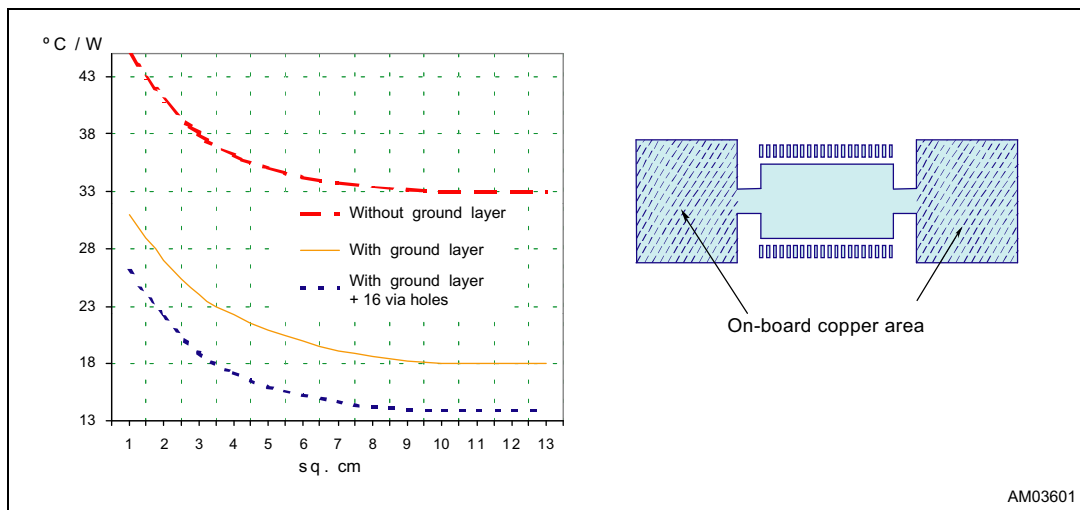 ºC / W
43
38
33
28
23
18
13
Without ground layer
With ground layer
With ground layer
+ 16 via holes
1 2 3 4 5 6 7 8 9 10 11 12 13
sq. cm
On-board copper area
AM03601